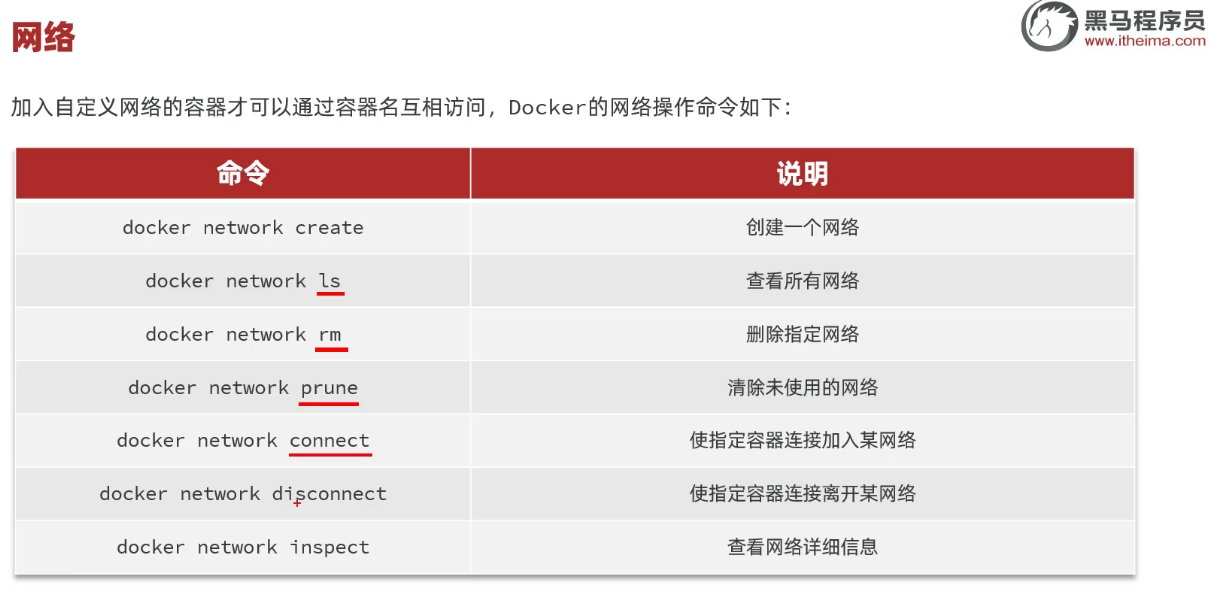 网络
黑马程序员
www.itheima.com
加入自定义网络的容器才可以通过容器名互相访问，Docker的网络操作命令如下：
命令 说明
docker network create 创建一个网络
docker network ls 查看所有网络
docker network rm 删除指定网络
docker network prune 清除未使用的网络
docker network connect 使指定容器连接加入某网络
docker network disconnect 使指定容器连接离开某网络
docker network inspect 查看网络详细信息